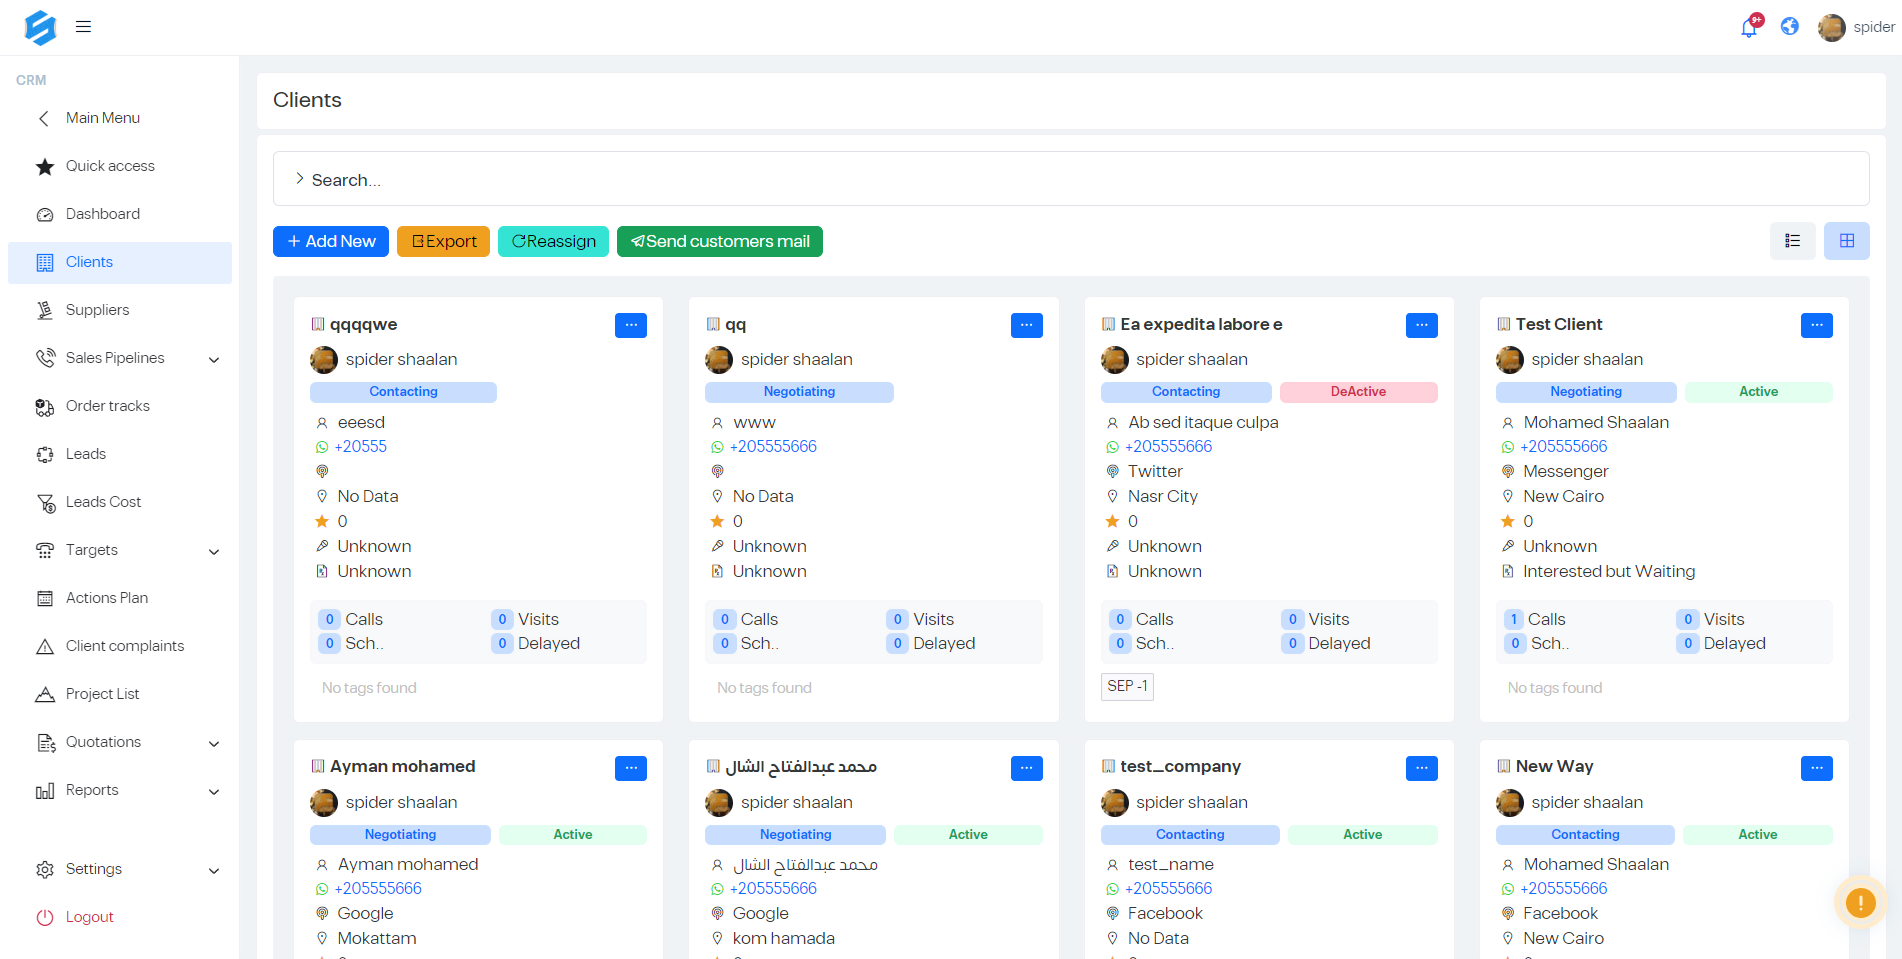 9+
spider
CRM
Main Menu
Quick access
Dashboard
Clients
Suppliers
Sales Pipelines
Order tracks
Leads
Leads Cost
Targets
Actions Plan
Client complaints
Project List
Quotations
Reports
Settings
Logout
Clients
Search...
+ Add New
Export
Reassign
Send customers mail
qqqqwe
...
spider shaalan
Contacting
eeesd
+20555
No Data
0
Unknown
Unknown
0 Calls 0 Visits
0 Sch.. 0 Delayed
No tags found
qq
...
spider shaalan
Negotiating
www
+205555666
No Data
0
Unknown
Unknown
0 Calls 0 Visits
0 Sch.. 0 Delayed
No tags found
Ea expedita labore e
...
spider shaalan
Contacting DeActive
Ab sed itaque culpa
+205555666
Twitter
Nasr City
0
Unknown
Unknown
0 Calls 0 Visits
0 Sch.. 0 Delayed
SEP -1
Test Client
...
spider shaalan
Negotiating Active
Mohamed Shaalan
+205555666
Messenger
New Cairo
0
Unknown
Interested but Waiting
1 Calls 0 Visits
0 Sch.. 0 Delayed
No tags found
Ayman mohamed
...
spider shaalan
Negotiating Active
Ayman mohamed
+205555666
Google
Mokattam
محمد عبدالفتاح الشال
...
spider shaalan
Negotiating Active
محمد عبدالفتاح الشال
+205555666
Google
kom hamada
test_company
...
spider shaalan
Contacting Active
test_name
+205555666
Facebook
No Data
New Way
...
spider shaalan
Contacting Active
Mohamed Shaalan
+205555666
Facebook
New Cairo